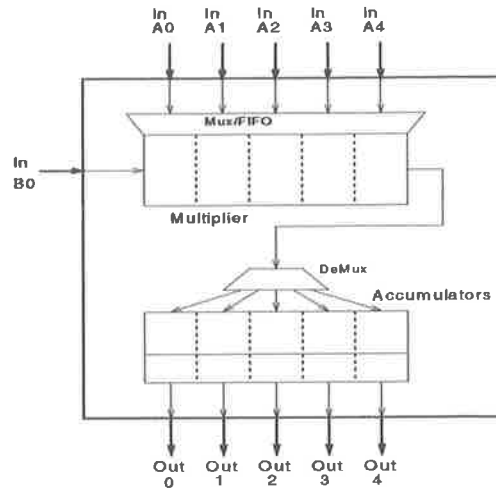 In In In In In
A0 A1 A2 A3 A4
Mux/FIFO
In
B0
Multiplier
DeMux
Accumulators
Out Out Out Out Out
0 1 2 3 4